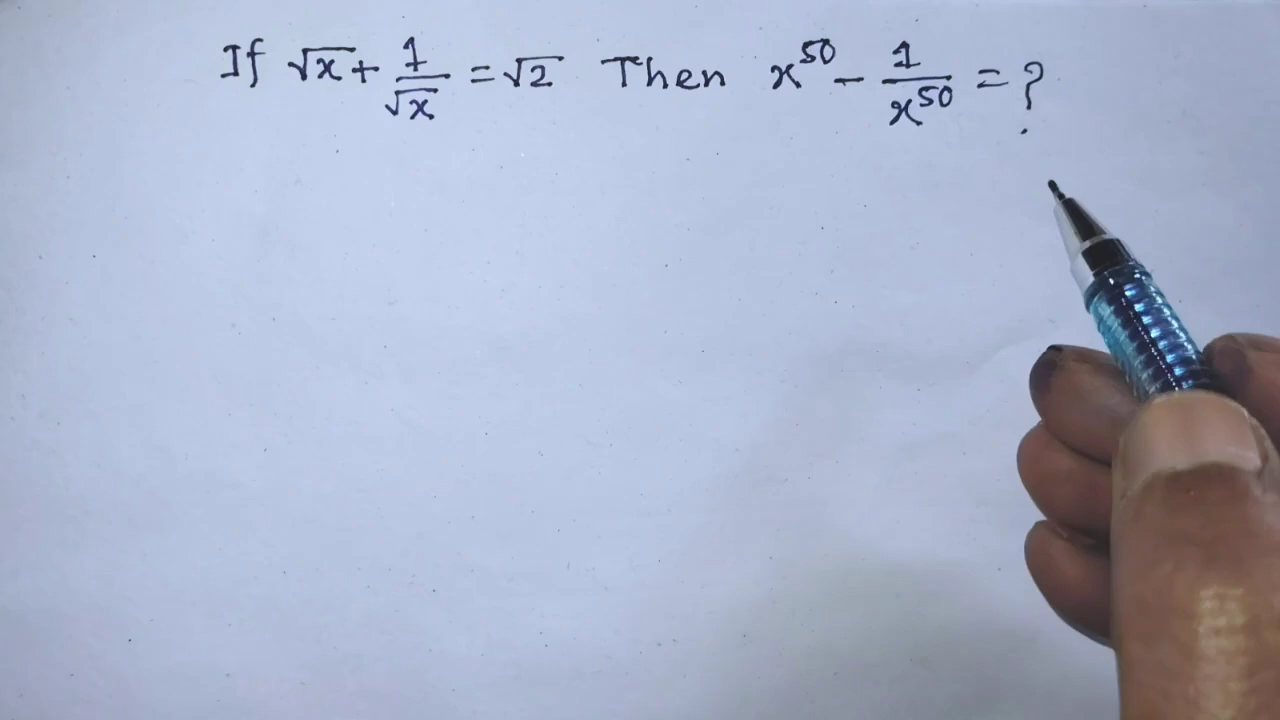 If √x + 1/√x = √2 Then x^50 - 1/x^50 = ?